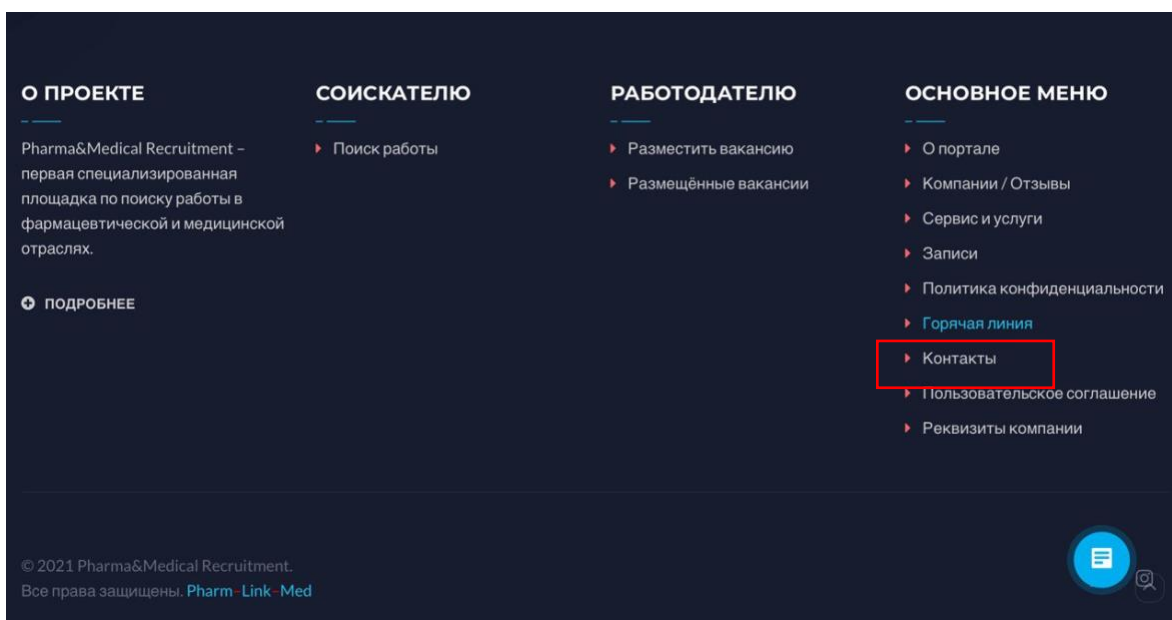 О ПРОЕКТЕ
Pharma&Medical Recruitment –
первая специализированная
площадка по поиску работы в
фармацевтической и медицинской
отраслях.
ПОДРОБНЕЕ
СОИСКАТЕЛЮ
Поиск работы
РАБОТОДАТЕЛЮ
Разместить вакансию
Размещённые вакансии
ОСНОВНОЕ МЕНЮ
О портале
Компании / Отзывы
Сервис и услуги
Записи
Политика конфиденциальности
Горячая линия
Контакты
Пользовательское соглашение
Реквизиты компании
© 2021 Pharma&Medical Recruitment.
Все права защищены. Pharm-Link-Med